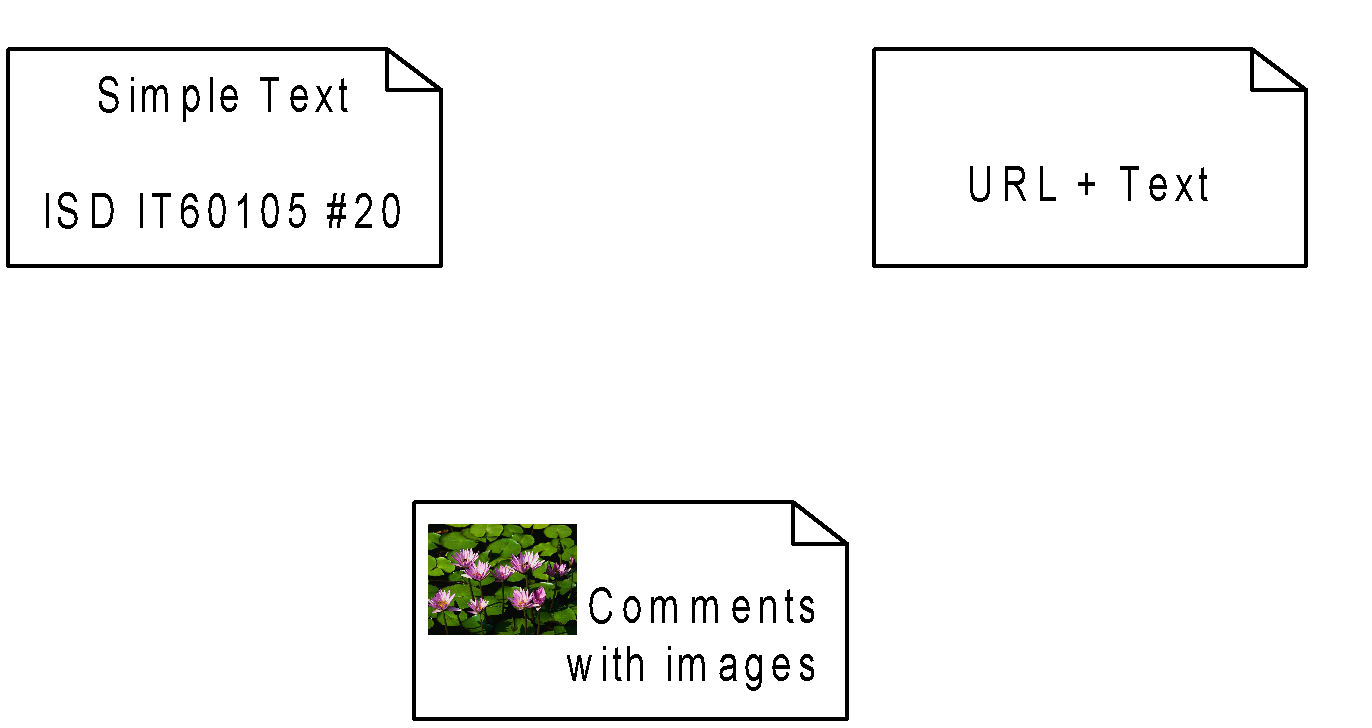 Simple Text
ISD IT60105 #20
URL + Text
Comments
with images